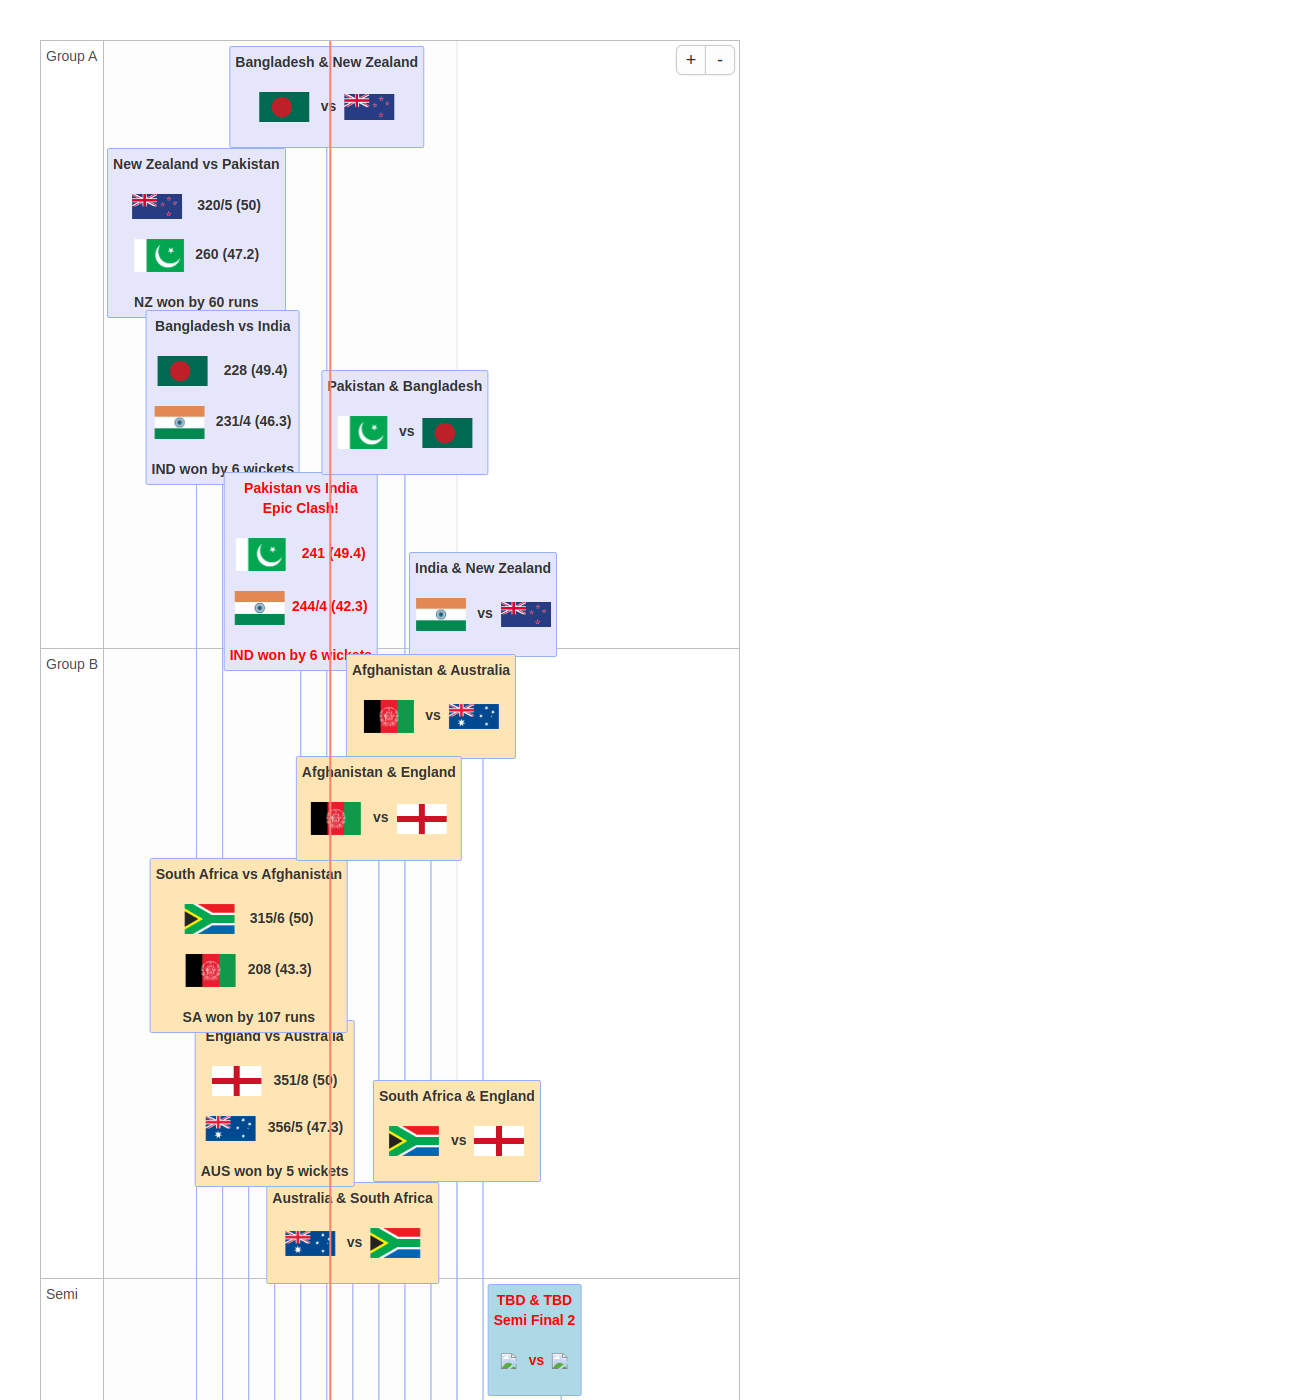 Group A
+ -
Bangladesh & New Zealand
vs
New Zealand vs Pakistan
320/5 (50)
260 (47.2)
NZ won by 60 runs
Bangladesh vs India
228 (49.4)
231/4 (46.3)
IND won by 6 wickets
Pakistan & Bangladesh
vs
Pakistan vs India
Epic Clash!
241 (49.4)
244/4 (42.3)
IND won by 6 wickets
India & New Zealand
vs
Group B
Afghanistan & Australia
vs
Afghanistan & England
vs
South Africa vs Afghanistan
315/6 (50)
208 (43.3)
SA won by 107 runs
England vs Australia
351/8 (50)
356/5 (47.3)
AUS won by 5 wickets
South Africa & England
vs
Australia & South Africa
vs
Semi
TBD & TBD
Semi Final 2
vs